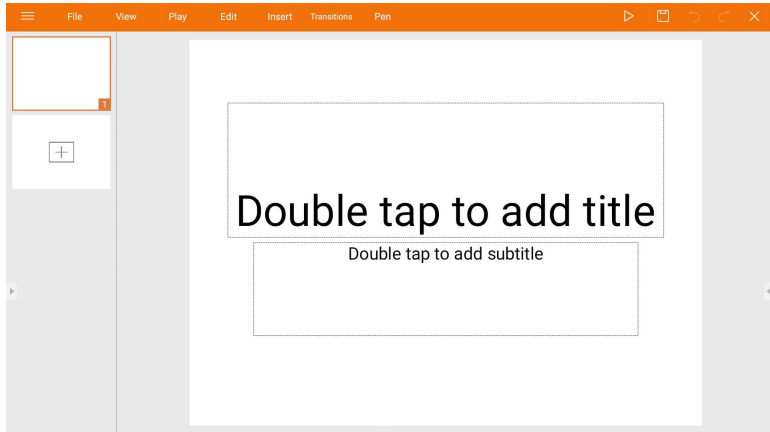 File View Play Edit Insert Transitions Pen
1
Double tap to add title
Double tap to add subtitle